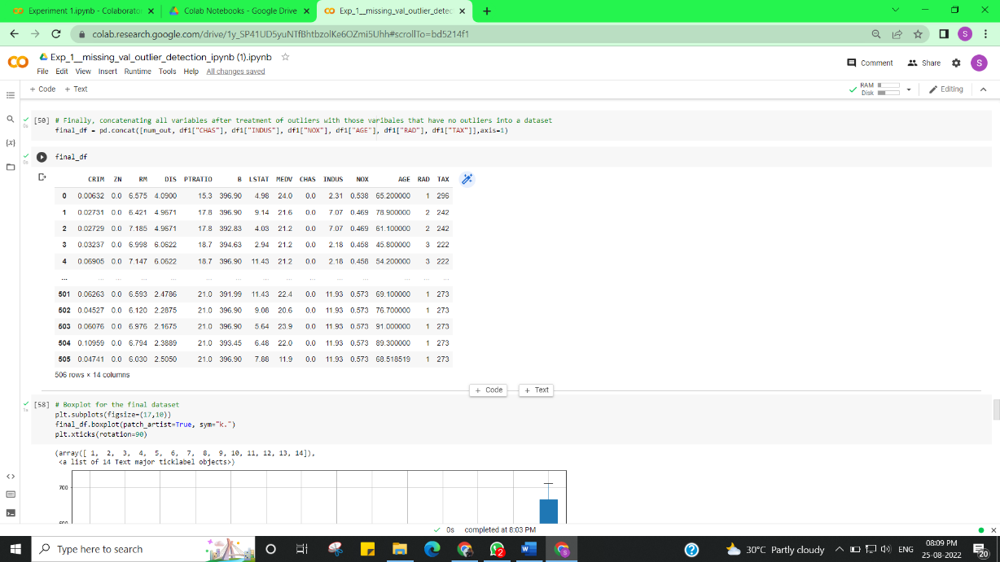 Experiment 1.ipynb - Colaborato
Colab Notebooks - Google Drive
Exp_1__missing_val_outlier_detec
colab.research.google.com/drive/1y_SP41UD5yuNTfBhtbzolKe6OZmi5Uhh#scrollTo=bd5214f1
S
CO
Exp_1__missing_val_outlier_detection_ipynb (1).ipynb
Comment
Share
S
File Edit View Insert Runtime Tools Help All changes saved
+ Code + Text
RAM
Disk
Editing
[50] # Finally, concatenating all variables after treatment of outliers with those varibales that have no outliers into a dataset
0s
final_df = pd.concat([num_out, df1["CHAS"], df1["INDUS"], df1["NOX"], df1["AGE"], df1["RAD"], df1["TAX"]],axis=1)
{x}
final_df
0s
CRIM ZN RM DIS PTRATIO B LSTAT MEDV CHAS INDUS NOX AGE RAD TAX
0 0.00632 0.0 6.575 4.0900 15.3 396.90 4.98 24.0 0.0 2.31 0.538 65.200000 1 296
1 0.02731 0.0 6.421 4.9671 17.8 396.90 9.14 21.6 0.0 7.07 0.469 78.900000 2 242
2 0.02729 0.0 7.185 4.9671 17.8 392.83 4.03 21.2 0.0 7.07 0.469 61.100000 2 242
3 0.03237 0.0 6.998 6.0622 18.7 394.63 2.94 21.2 0.0 2.18 0.458 45.800000 3 222
4 0.06905 0.0 7.147 6.0622 18.7 396.90 11.43 21.2 0.0 2.18 0.458 54.200000 3 222
... ... ... ... ... ... ... ... ... ... ... ... ... ... ...
501 0.06263 0.0 6.593 2.4786 21.0 391.99 11.43 22.4 0.0 11.93 0.573 69.100000 1 273
502 0.04527 0.0 6.120 2.2875 21.0 396.90 9.08 20.6 0.0 11.93 0.573 76.700000 1 273
503 0.06076 0.0 6.976 2.1675 21.0 396.90 5.64 23.9 0.0 11.93 0.573 91.000000 1 273
504 0.10959 0.0 6.794 2.3889 21.0 393.45 6.48 22.0 0.0 11.93 0.573 89.300000 1 273
505 0.04741 0.0 6.030 2.5050 21.0 396.90 7.88 11.9 0.0 11.93 0.573 68.518519 1 273
506 rows × 14 columns
+ Code + Text
[58] # Boxplot for the final dataset
1s
plt.subplots(figsize=(17,10))
final_df.boxplot(patch_artist=True, sym="k.")
plt.xticks(rotation=90)
(array([ 1, 2, 3, 4, 5, 6, 7, 8, 9, 10, 11, 12, 13, 14]),
<a list of 14 Text major ticklabel objects>)
700
600
0s completed at 8:03 PM
Type here to search
2
30°C Partly cloudy
ENG
08:09 PM
25-08-2022
20